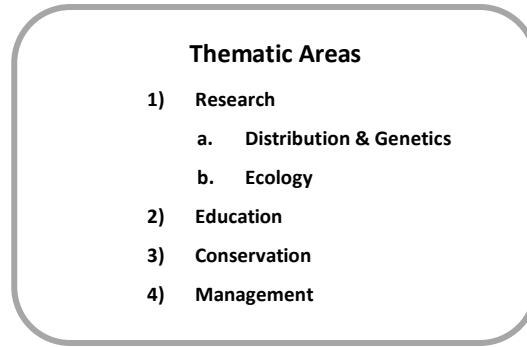 Thematic Areas
1) Research
a. Distribution & Genetics
b. Ecology
2) Education
3) Conservation
4) Management